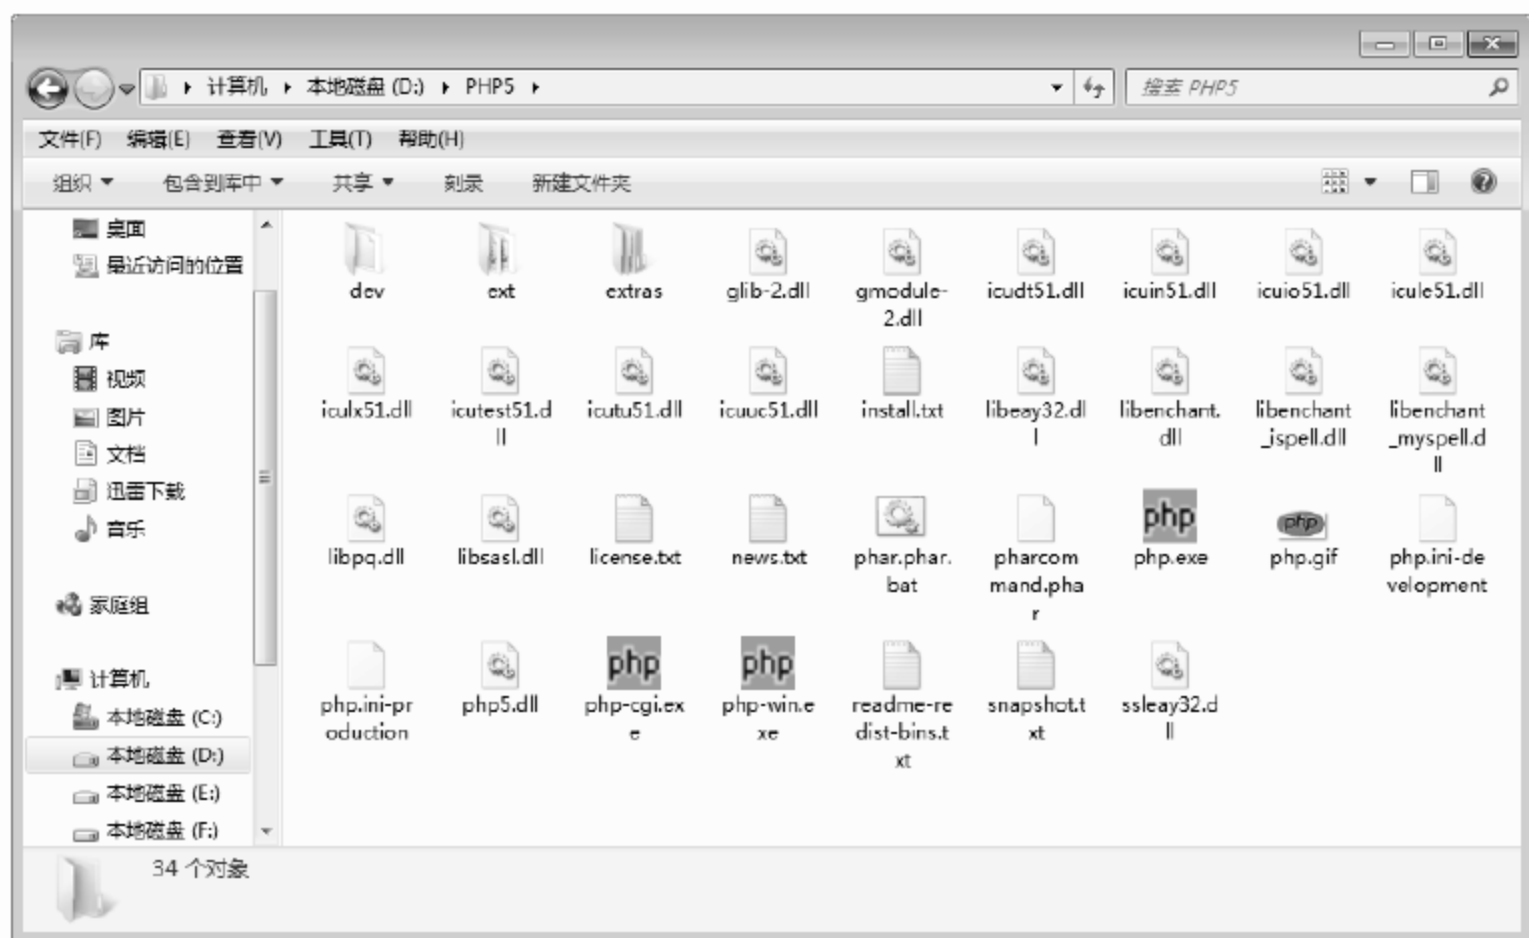 计算机 本地磁盘 (D:) PHP5 搜索 PHP5
文件(F) 编辑(E) 查看(V) 工具(T) 帮助(H)
组织 包含到库中 共享 刻录 新建文件夹
桌面
最近访问的位置
库
视频
图片
文档
迅雷下载
音乐
家庭组
计算机
本地磁盘 (C:)
本地磁盘 (D:)
本地磁盘 (E:)
本地磁盘 (F:)
dev ext extras glib-2.dll gmodule- icudt51.dll icuin51.dll icuio51.dll icule51.dll
2.dll
iculx51.dll icutest51.d icutu51.dll icuuc51.dll install.txt libeay32.dl libenchant. libenchant libenchant
ll l dll _ispell.dll _myspell.d
ll
libpq.dll libsasl.dll license.txt news.txt phar.phar. pharcom php.exe php.gif php.ini-de
bat mand.pha velopment
r
php.ini-pr php5.dll php-cgi.ex php-win.e readme-re snapshot.t ssleay32.d
oduction e xe dist-bins.t xt ll
xt
php
php
php php
34 个对象